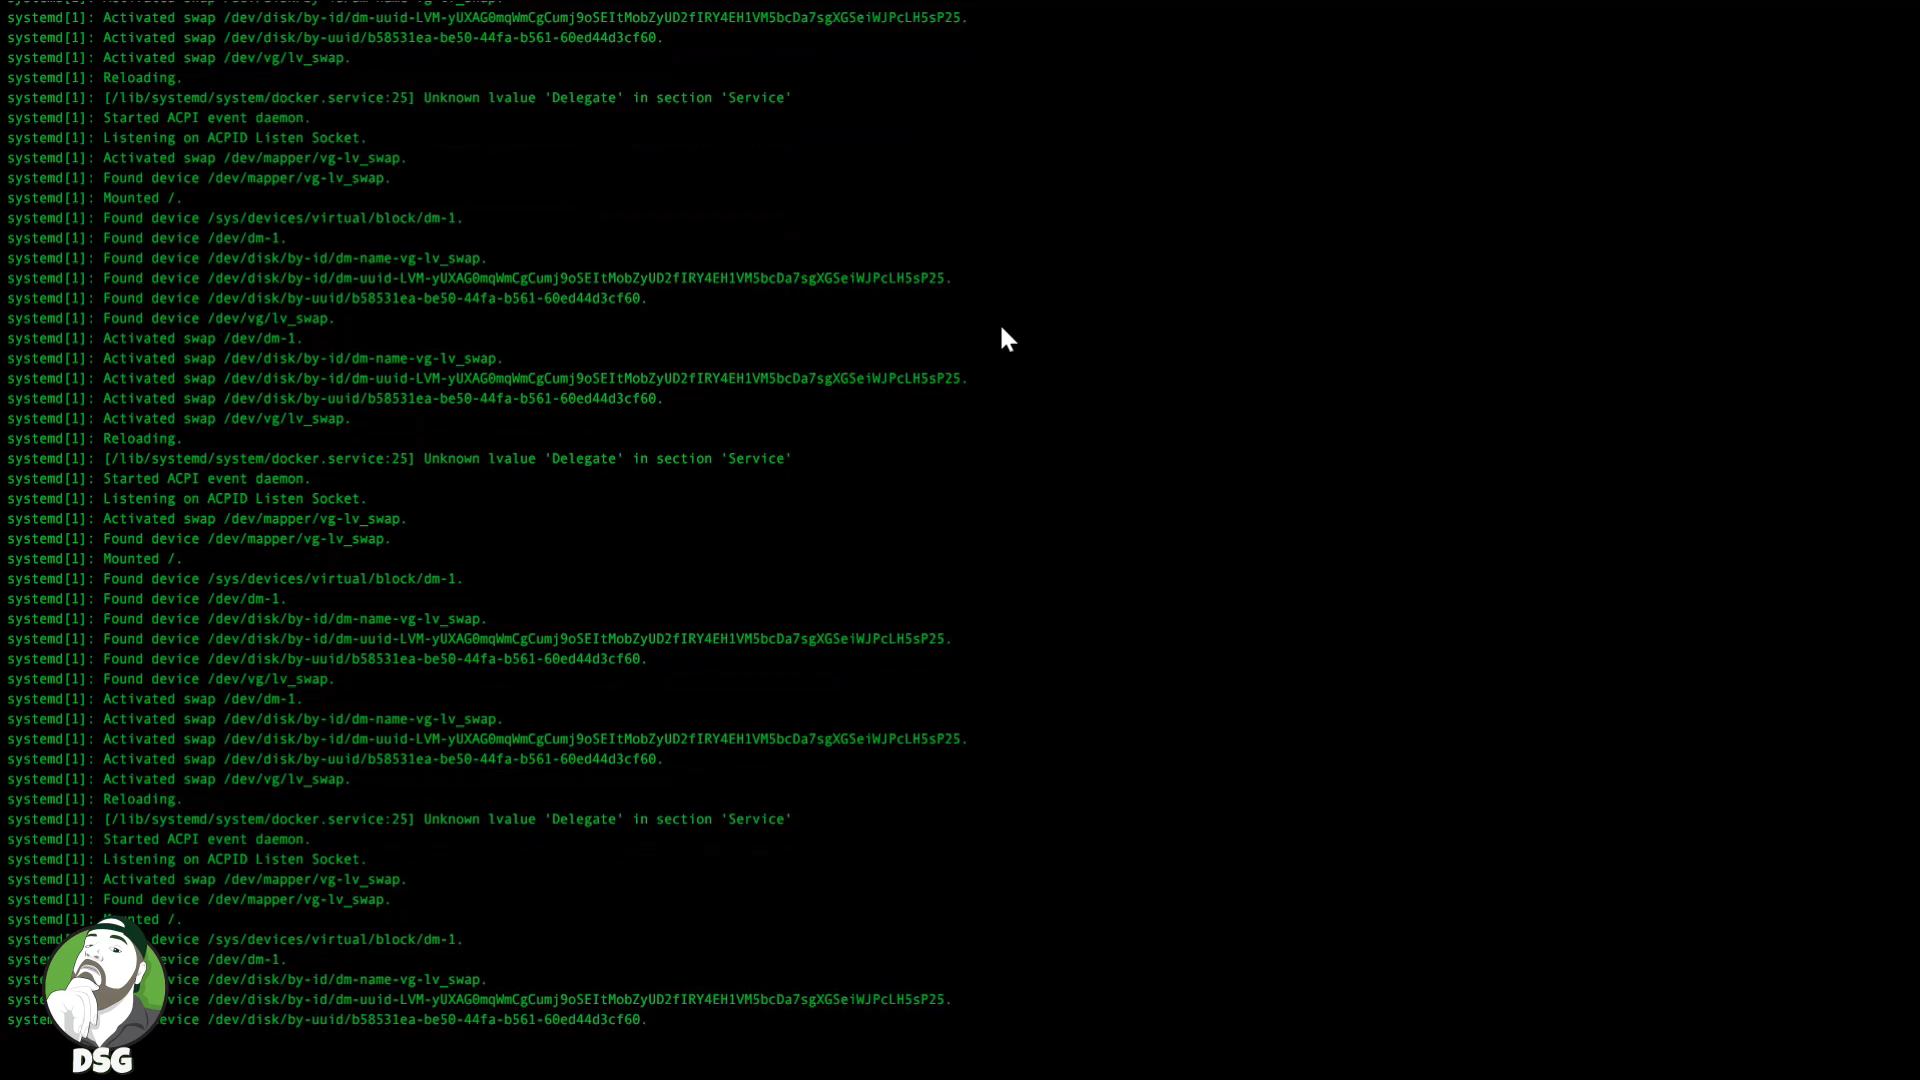 systemd[1]: Activated swap /dev/disk/by-id/dm-uuid-LVM-yUXAG0mqWmCgCumj9oSEItMobZyUD2fIRY4EH1VM5bcDa7sgXGSeiWJPcLH5sP25.
systemd[1]: Activated swap /dev/disk/by-uuid/b58531ea-be50-44fa-b561-60ed44d3cf60.
systemd[1]: Activated swap /dev/vg/lv_swap.
systemd[1]: Reloading.
systemd[1]: [/lib/systemd/system/docker.service:25] Unknown lvalue 'Delegate' in section 'Service'
systemd[1]: Started ACPI event daemon.
systemd[1]: Listening on ACPID Listen Socket.
systemd[1]: Activated swap /dev/mapper/vg-lv_swap.
systemd[1]: Found device /dev/mapper/vg-lv_swap.
systemd[1]: Mounted /.
systemd[1]: Found device /sys/devices/virtual/block/dm-1.
systemd[1]: Found device /dev/dm-1.
systemd[1]: Found device /dev/disk/by-id/dm-name-vg-lv_swap.
systemd[1]: Found device /dev/disk/by-id/dm-uuid-LVM-yUXAG0mqWmCgCumj9oSEItMobZyUD2fIRY4EH1VM5bcDa7sgXGSeiWJPcLH5sP25.
systemd[1]: Found device /dev/disk/by-uuid/b58531ea-be50-44fa-b561-60ed44d3cf60.
systemd[1]: Found device /dev/vg/lv_swap.
systemd[1]: Activated swap /dev/dm-1.
systemd[1]: Activated swap /dev/disk/by-id/dm-name-vg-lv_swap.
systemd[1]: Activated swap /dev/disk/by-id/dm-uuid-LVM-yUXAG0mqWmCgCumj9oSEItMobZyUD2fIRY4EH1VM5bcDa7sgXGSeiWJPcLH5sP25.
systemd[1]: Activated swap /dev/disk/by-uuid/b58531ea-be50-44fa-b561-60ed44d3cf60.
systemd[1]: Activated swap /dev/vg/lv_swap.
systemd[1]: Reloading.
systemd[1]: [/lib/systemd/system/docker.service:25] Unknown lvalue 'Delegate' in section 'Service'
systemd[1]: Started ACPI event daemon.
systemd[1]: Listening on ACPID Listen Socket.
systemd[1]: Activated swap /dev/mapper/vg-lv_swap.
systemd[1]: Found device /dev/mapper/vg-lv_swap.
systemd[1]: Mounted /.
systemd[1]: Found device /sys/devices/virtual/block/dm-1.
systemd[1]: Found device /dev/dm-1.
systemd[1]: Found device /dev/disk/by-id/dm-name-vg-lv_swap.
systemd[1]: Found device /dev/disk/by-id/dm-uuid-LVM-yUXAG0mqWmCgCumj9oSEItMobZyUD2fIRY4EH1VM5bcDa7sgXGSeiWJPcLH5sP25.
systemd[1]: Found device /dev/disk/by-uuid/b58531ea-be50-44fa-b561-60ed44d3cf60.
systemd[1]: Found device /dev/vg/lv_swap.
systemd[1]: Activated swap /dev/dm-1.
systemd[1]: Activated swap /dev/disk/by-id/dm-name-vg-lv_swap.
systemd[1]: Activated swap /dev/disk/by-id/dm-uuid-LVM-yUXAG0mqWmCgCumj9oSEItMobZyUD2fIRY4EH1VM5bcDa7sgXGSeiWJPcLH5sP25.
systemd[1]: Activated swap /dev/disk/by-uuid/b58531ea-be50-44fa-b561-60ed44d3cf60.
systemd[1]: Activated swap /dev/vg/lv_swap.
systemd[1]: Reloading.
systemd[1]: [/lib/systemd/system/docker.service:25] Unknown lvalue 'Delegate' in section 'Service'
systemd[1]: Started ACPI event daemon.
systemd[1]: Listening on ACPID Listen Socket.
systemd[1]: Activated swap /dev/mapper/vg-lv_swap.
systemd[1]: Found device /dev/mapper/vg-lv_swap.
systemd[1]: /.
device /sys/devices/virtual/block/dm-1.
/dev/dm-1.
/dev/disk/by-id/dm-name-vg-lv_swap.
/dev/disk/by-id/dm-uuid-LVM-yUXAG0mqWmCgCumj9oSEItMobZyUD2fIRY4EH1VM5bcDa7sgXGSeiWJPcLH5sP25.
/dev/disk/by-uuid/b58531ea-be50-44fa-b561-60ed44d3cf60.
DSG